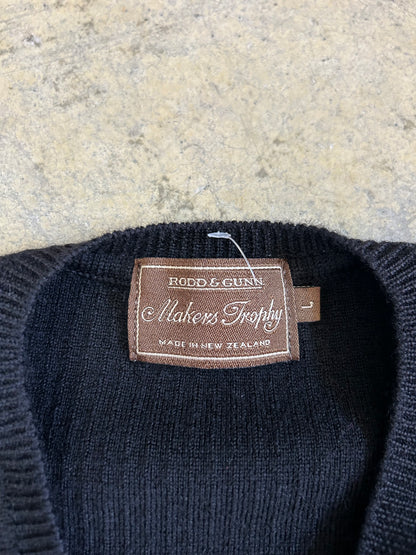 RODD & GUNN
Makers Trophy
MADE IN NEW ZEALAND
L